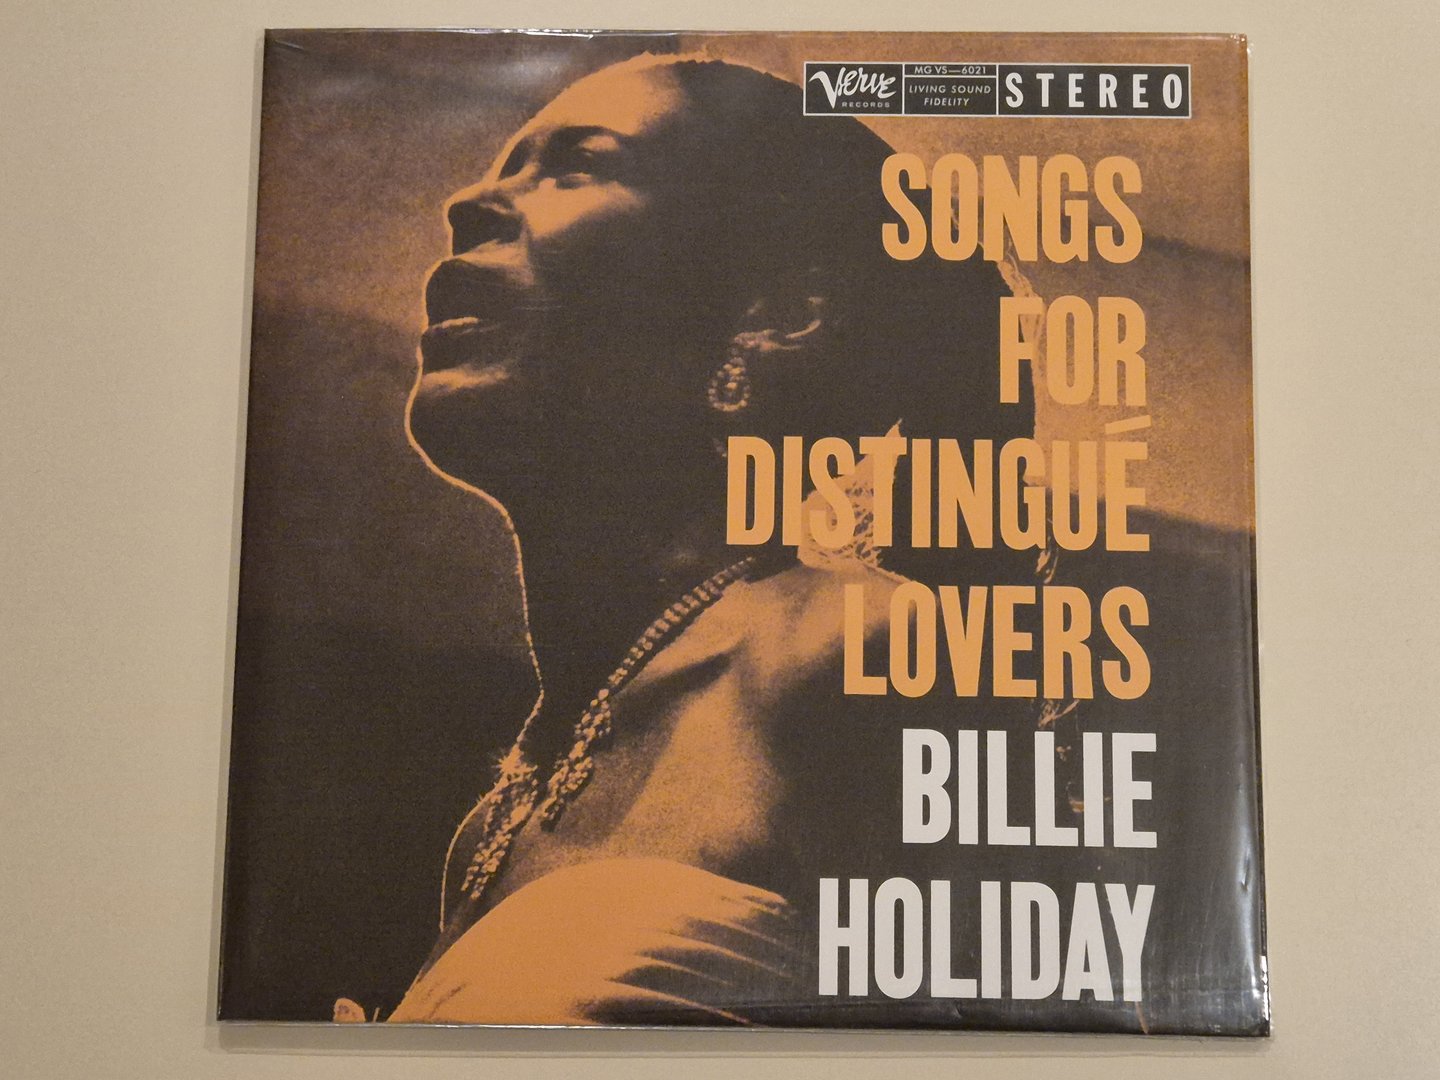 Verve
RECORDS
MG VS—6021
LIVING SOUND
FIDELITY
STEREO
SONGS
FOR
DISTINGUÉ
LOVERS
BILLIE
HOLIDAY